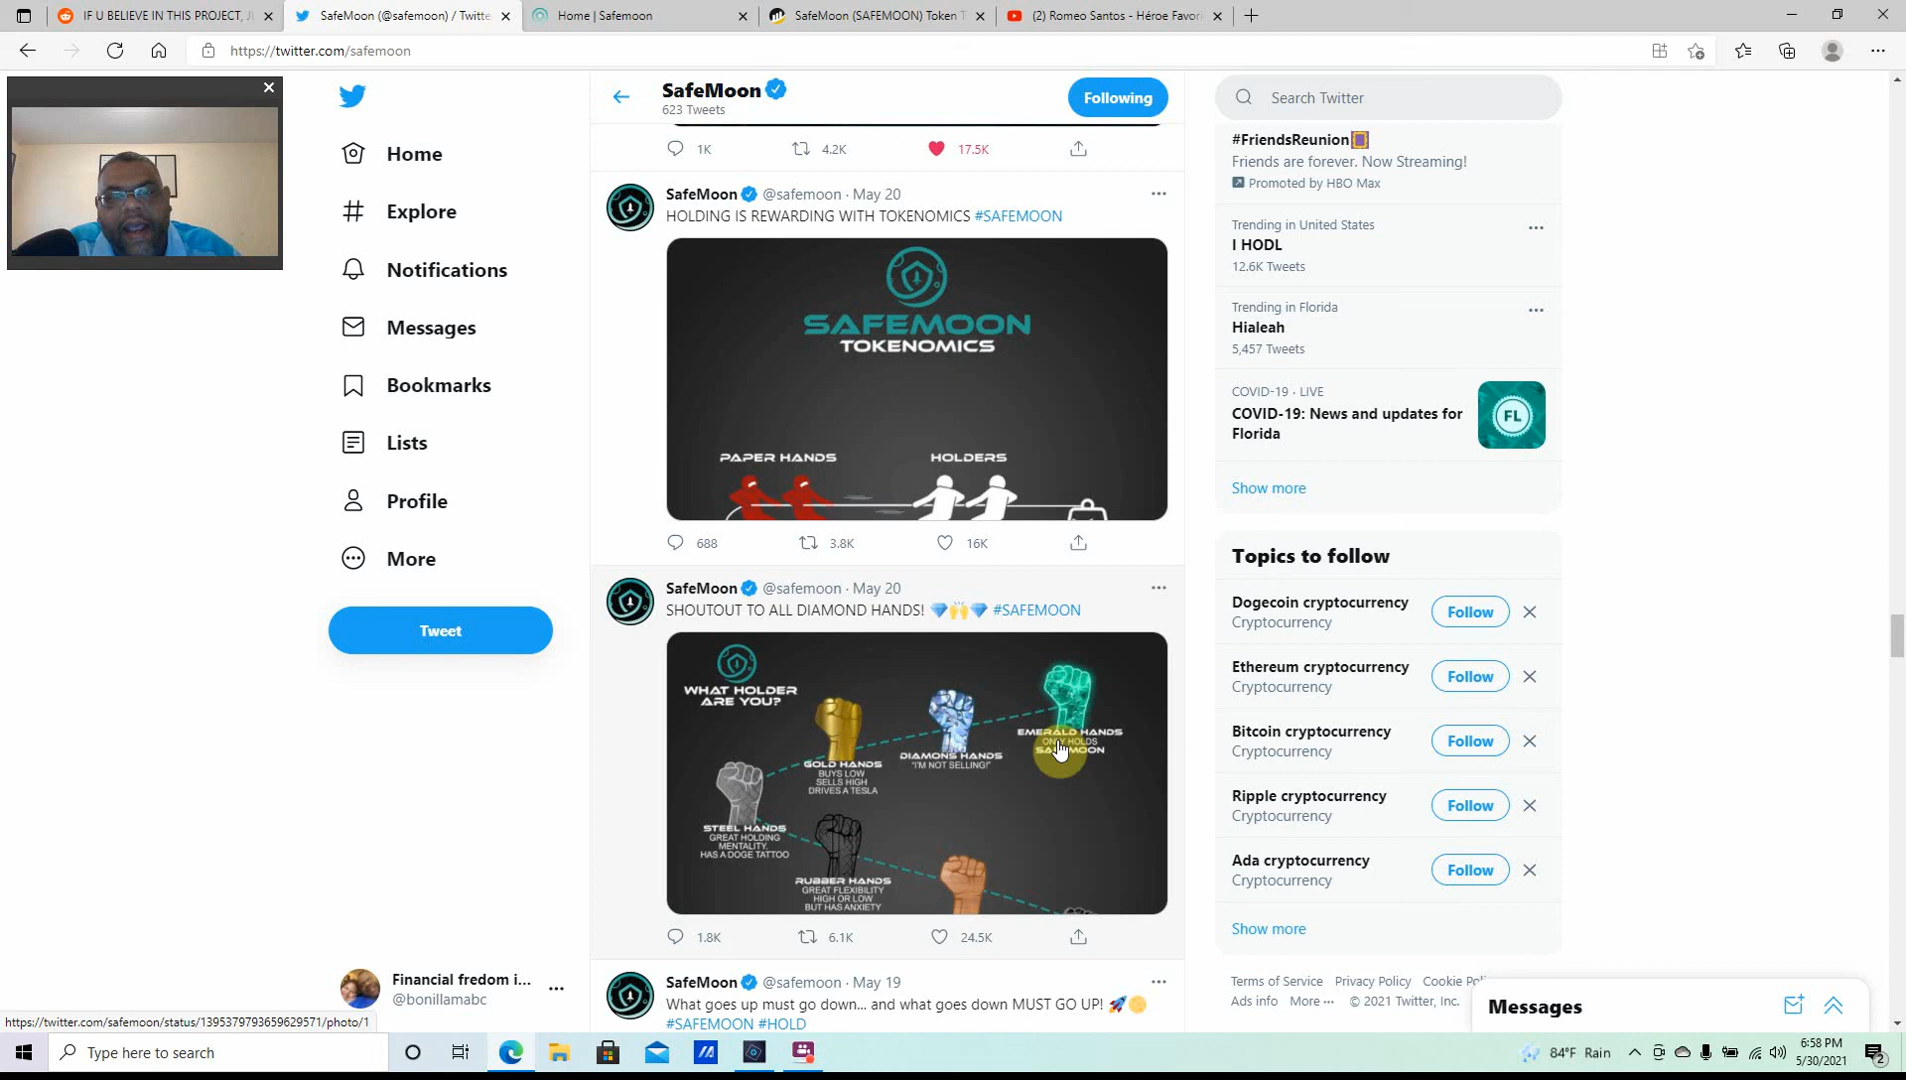 IF U BELIEVE IN THIS PROJECT, JU
SafeMoon (@safemoon) / Twitte
Home | Safemoon
SafeMoon (SAFEMOON) Token T
(2) Romeo Santos - Héroe Favori
https://twitter.com/safemoon
SafeMoon
623 Tweets
Following
Search Twitter
Home
Explore
Notifications
Messages
Bookmarks
Lists
Profile
More
Tweet
1K
4.2K
17.5K
SafeMoon @safemoon · May 20
HOLDING IS REWARDING WITH TOKENOMICS #SAFEMOON
SAFEMOON
TOKENOMICS
PAPER HANDS
HOLDERS
688
3.8K
16K
SafeMoon @safemoon · May 20
SHOUTOUT TO ALL DIAMOND HANDS! 💎🙌💎 #SAFEMOON
WHAT HOLDER
ARE YOU?
EMERALD HANDS
ONLY HOLDS
SAFEMOON
DIAMONS HANDS
"I'M NOT SELLING!"
GOLD HANDS
BUYS LOW
SELLS HIGH
DRIVES A TESLA
STEEL HANDS
GREAT HOLDING
MENTALITY.
HAS A DOGE TATTOO
RUBBER HANDS
GREAT FLEXIBILITY
HIGH OR LOW
BUT HAS ANXIETY
1.8K
6.1K
24.5K
SafeMoon @safemoon · May 19
What goes up must go down... and what goes down MUST GO UP! 🚀🌕
#SAFEMOON #HOLD
#FriendsReunion
Friends are forever. Now Streaming!
Promoted by HBO Max
Trending in United States
I HODL
12.6K Tweets
Trending in Florida
Hialeah
5,457 Tweets
COVID-19 · LIVE
COVID-19: News and updates for
Florida
FL
Show more
Topics to follow
Dogecoin cryptocurrency
Cryptocurrency
Follow
Ethereum cryptocurrency
Cryptocurrency
Follow
Bitcoin cryptocurrency
Cryptocurrency
Follow
Ripple cryptocurrency
Cryptocurrency
Follow
Ada cryptocurrency
Cryptocurrency
Follow
Show more
Terms of Service Privacy Policy Cookie Poli
Ads info More ··· © 2021 Twitter, Inc.
Messages
Financial fredom i...
@bonillamabc
https://twitter.com/safemoon/status/1395379793659629571/photo/1
Type here to search
84°F Rain
6:58 PM
5/30/2021
2